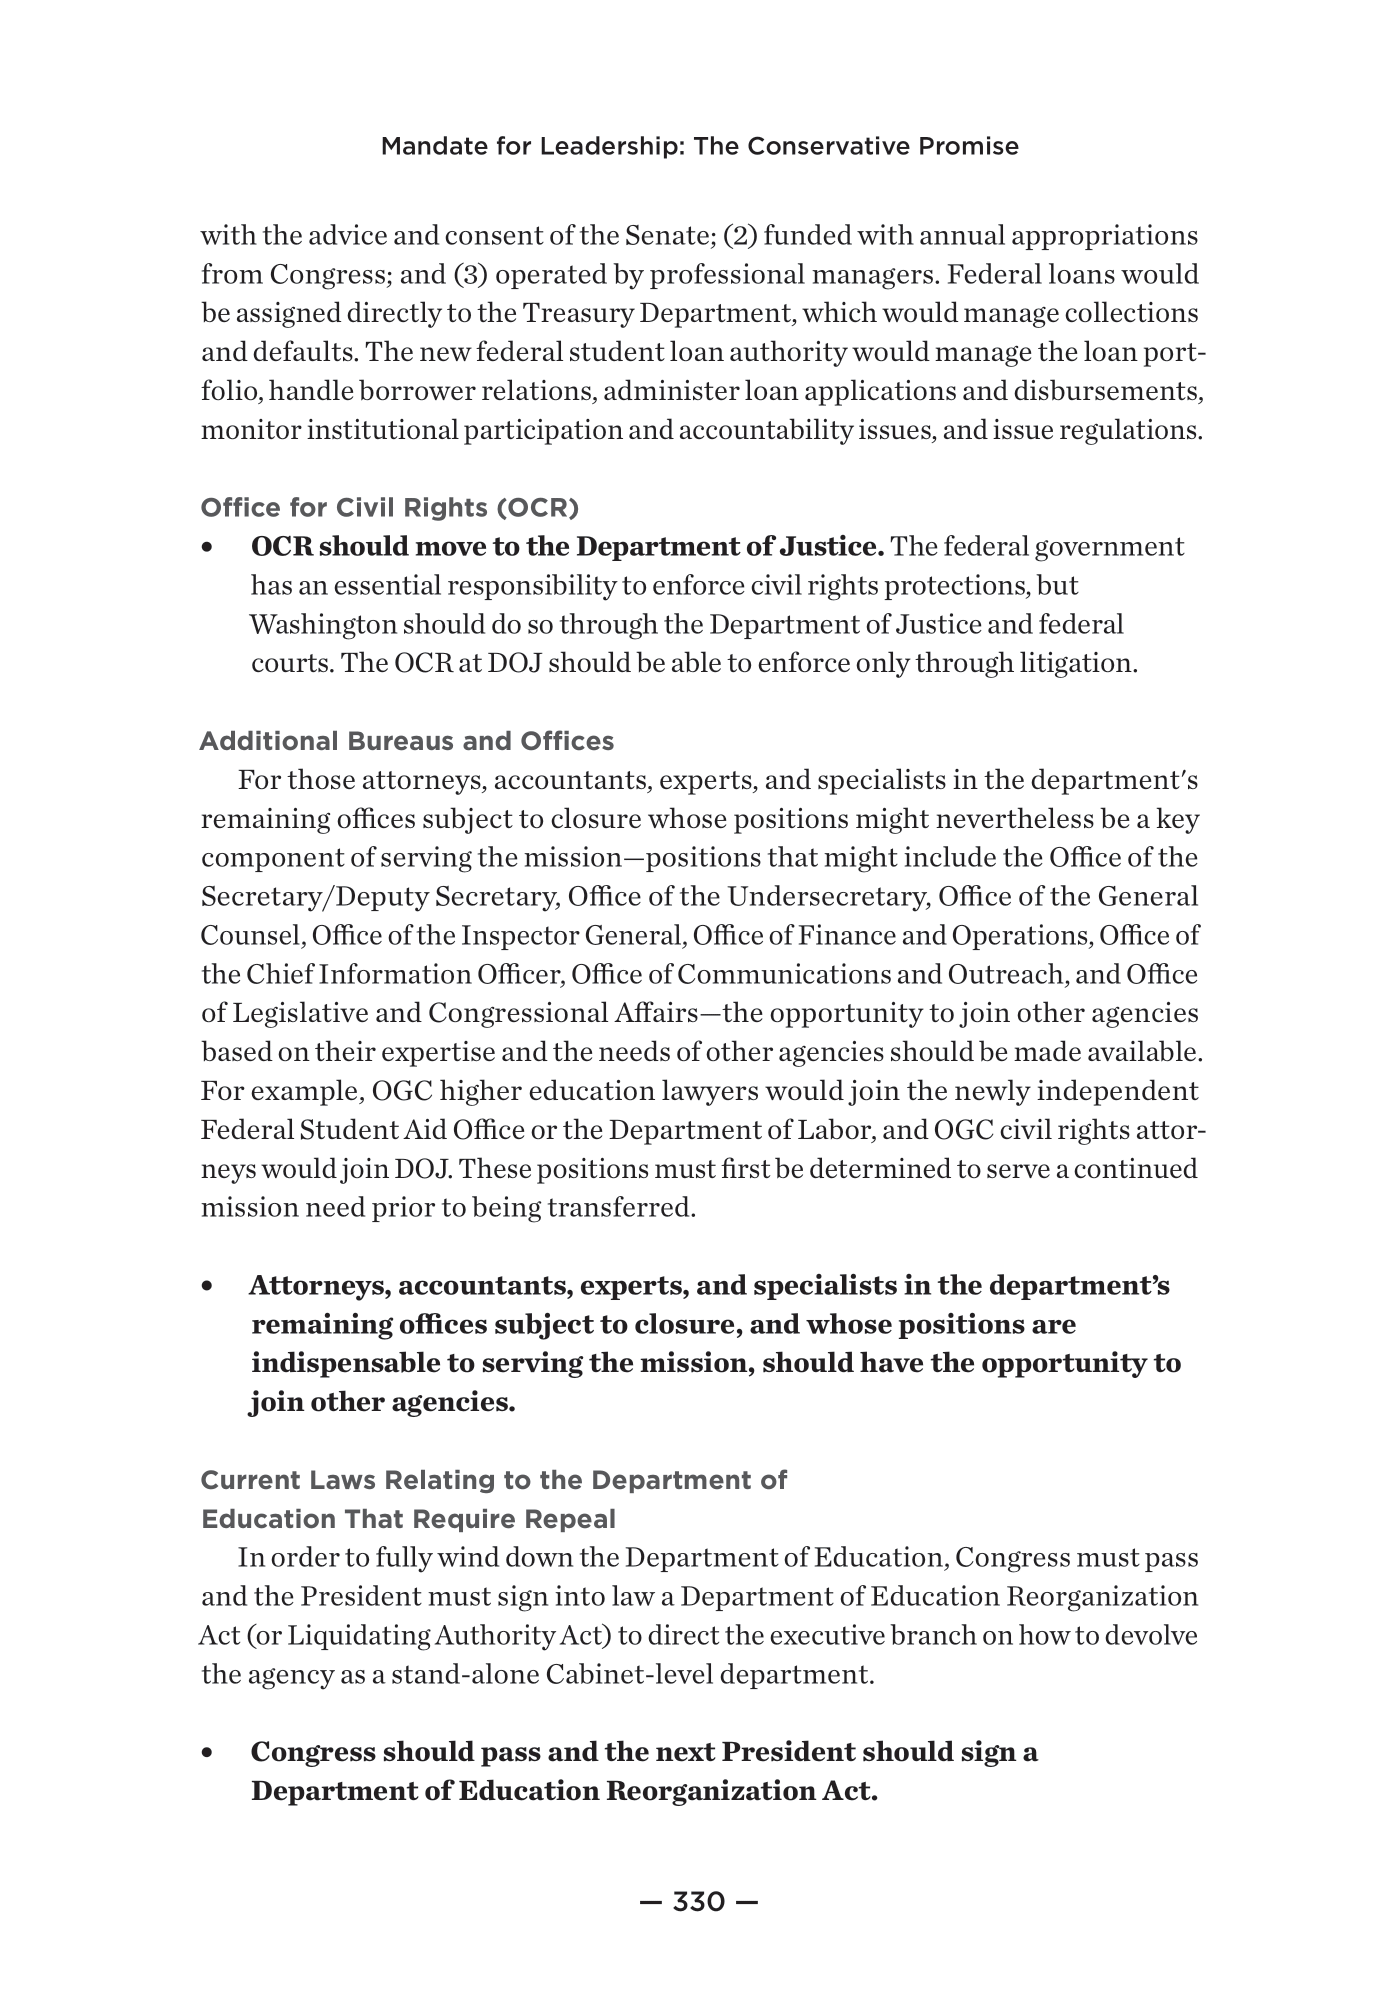 Mandate for Leadership: The Conservative Promise
with the advice and consent of the Senate; (2) funded with annual appropriations
from Congress; and (3) operated by professional managers. Federal loans would
be assigned directly to the Treasury Department, which would manage collections
and defaults. The new federal student loan authority would manage the loan port-
folio, handle borrower relations, administer loan applications and disbursements,
monitor institutional participation and accountability issues, and issue regulations.
Office for Civil Rights (OCR)
• OCR should move to the Department of Justice. The federal government
has an essential responsibility to enforce civil rights protections, but
Washington should do so through the Department of Justice and federal
courts. The OCR at DOJ should be able to enforce only through litigation.
Additional Bureaus and Offices
For those attorneys, accountants, experts, and specialists in the department's
remaining offices subject to closure whose positions might nevertheless be a key
component of serving the mission—positions that might include the Office of the
Secretary/Deputy Secretary, Office of the Undersecretary, Office of the General
Counsel, Office of the Inspector General, Office of Finance and Operations, Office of
the Chief Information Officer, Office of Communications and Outreach, and Office
of Legislative and Congressional Affairs—the opportunity to join other agencies
based on their expertise and the needs of other agencies should be made available.
For example, OGC higher education lawyers would join the newly independent
Federal Student Aid Office or the Department of Labor, and OGC civil rights attor-
neys would join DOJ. These positions must first be determined to serve a continued
mission need prior to being transferred.
• Attorneys, accountants, experts, and specialists in the department’s
remaining offices subject to closure, and whose positions are
indispensable to serving the mission, should have the opportunity to
join other agencies.
Current Laws Relating to the Department of
Education That Require Repeal
In order to fully wind down the Department of Education, Congress must pass
and the President must sign into law a Department of Education Reorganization
Act (or Liquidating Authority Act) to direct the executive branch on how to devolve
the agency as a stand-alone Cabinet-level department.
• Congress should pass and the next President should sign a
Department of Education Reorganization Act.
— 330 —